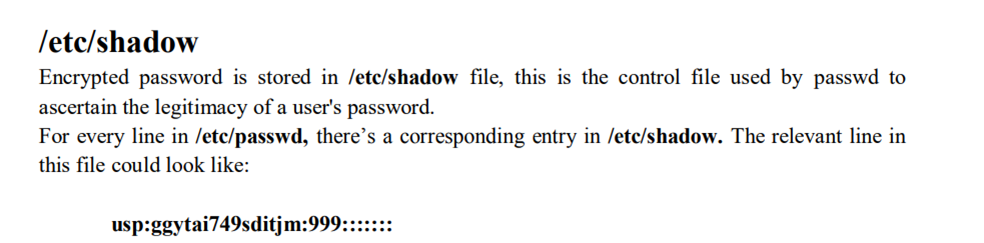 /etc/shadow
Encrypted password is stored in /etc/shadow file, this is the control file used by passwd to
ascertain the legitimacy of a user's password.
For every line in /etc/passwd, there’s a corresponding entry in /etc/shadow. The relevant line in
this file could look like:
usp:ggytai749sditjm:999:::::::